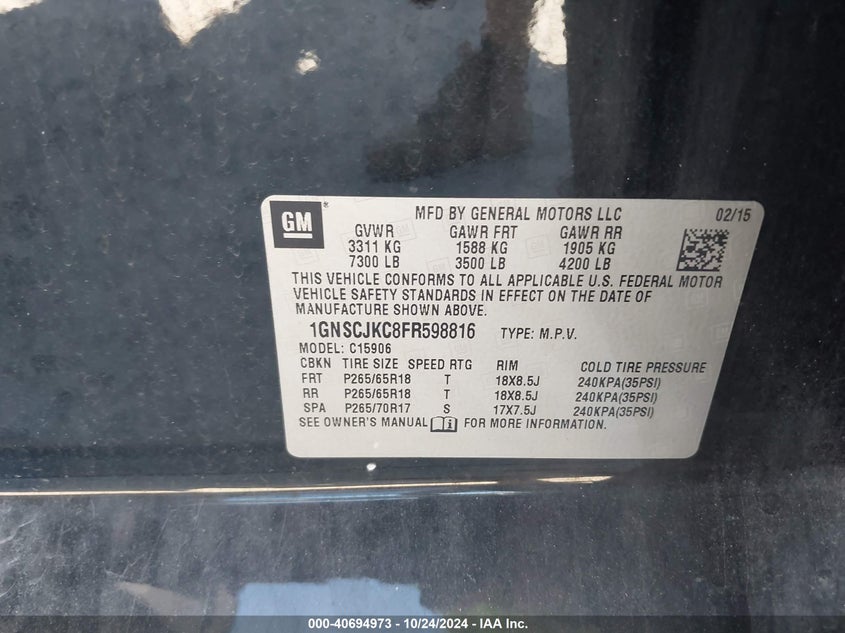 GM ®
MFD BY GENERAL MOTORS LLC 02/15
GVWR GAWR FRT GAWR RR
3311 KG 1588 KG 1905 KG
7300 LB 3500 LB 4200 LB
THIS VEHICLE CONFORMS TO ALL APPLICABLE U.S. FEDERAL MOTOR
VEHICLE SAFETY STANDARDS IN EFFECT ON THE DATE OF
MANUFACTURE SHOWN ABOVE.
1GNSCJKC8FR598816 TYPE: M.P.V.
MODEL: C15906
CBKN TIRE SIZE SPEED RTG RIM COLD TIRE PRESSURE
FRT P265/65R18 T 18X8.5J 240KPA(35PSI)
RR P265/65R18 T 18X8.5J 240KPA(35PSI)
SPA P265/70R17 S 17X7.5J 240KPA(35PSI)
SEE OWNER'S MANUAL i FOR MORE INFORMATION.
000-40694973 - 10/24/2024 - IAA Inc.